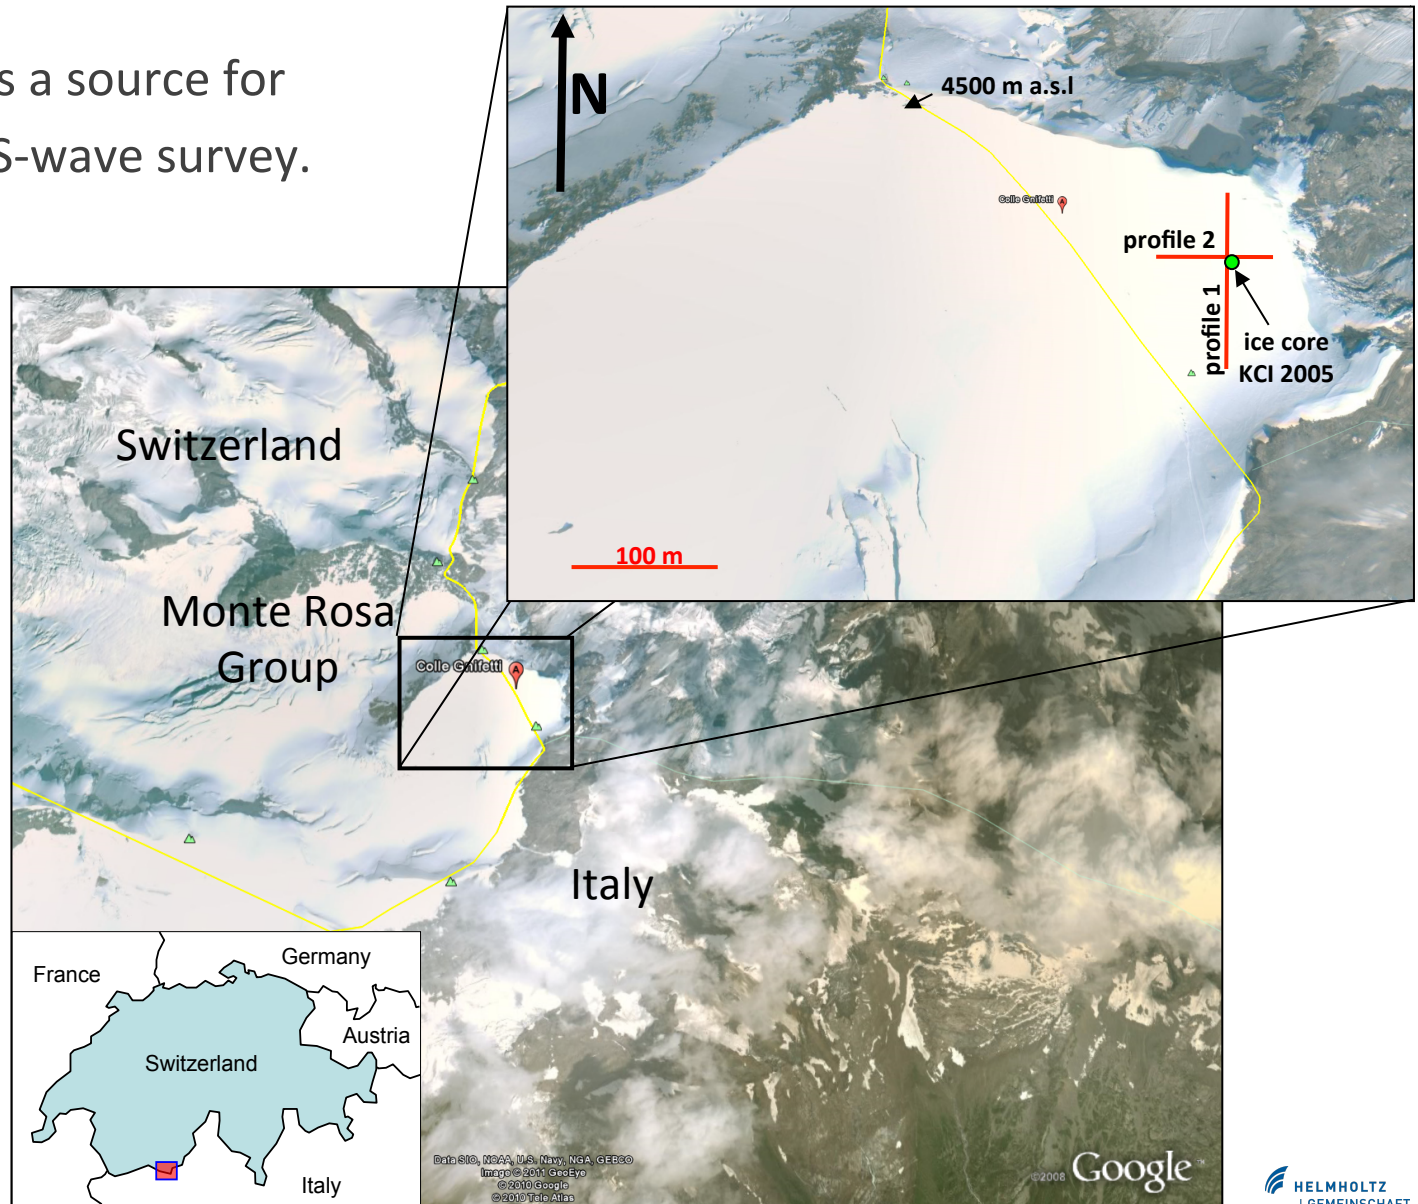 s a source for
S-wave survey.
N
4500 m a.s.l
Colle Gnifetti
A
profile 2
profile 1
ice core
KCI 2005
100 m
Switzerland
Monte Rosa
Group
Colle Gnifetti
A
Italy
France
Germany
Austria
Switzerland
Italy
Data SIO, NOAA, U.S. Navy, NGA, GEBCO
Image © 2011 GeoEye
© 2010 Google
© 2010 Tele Atlas
©2008 Google
HELMHOLTZ
GEMEINSCHAFT